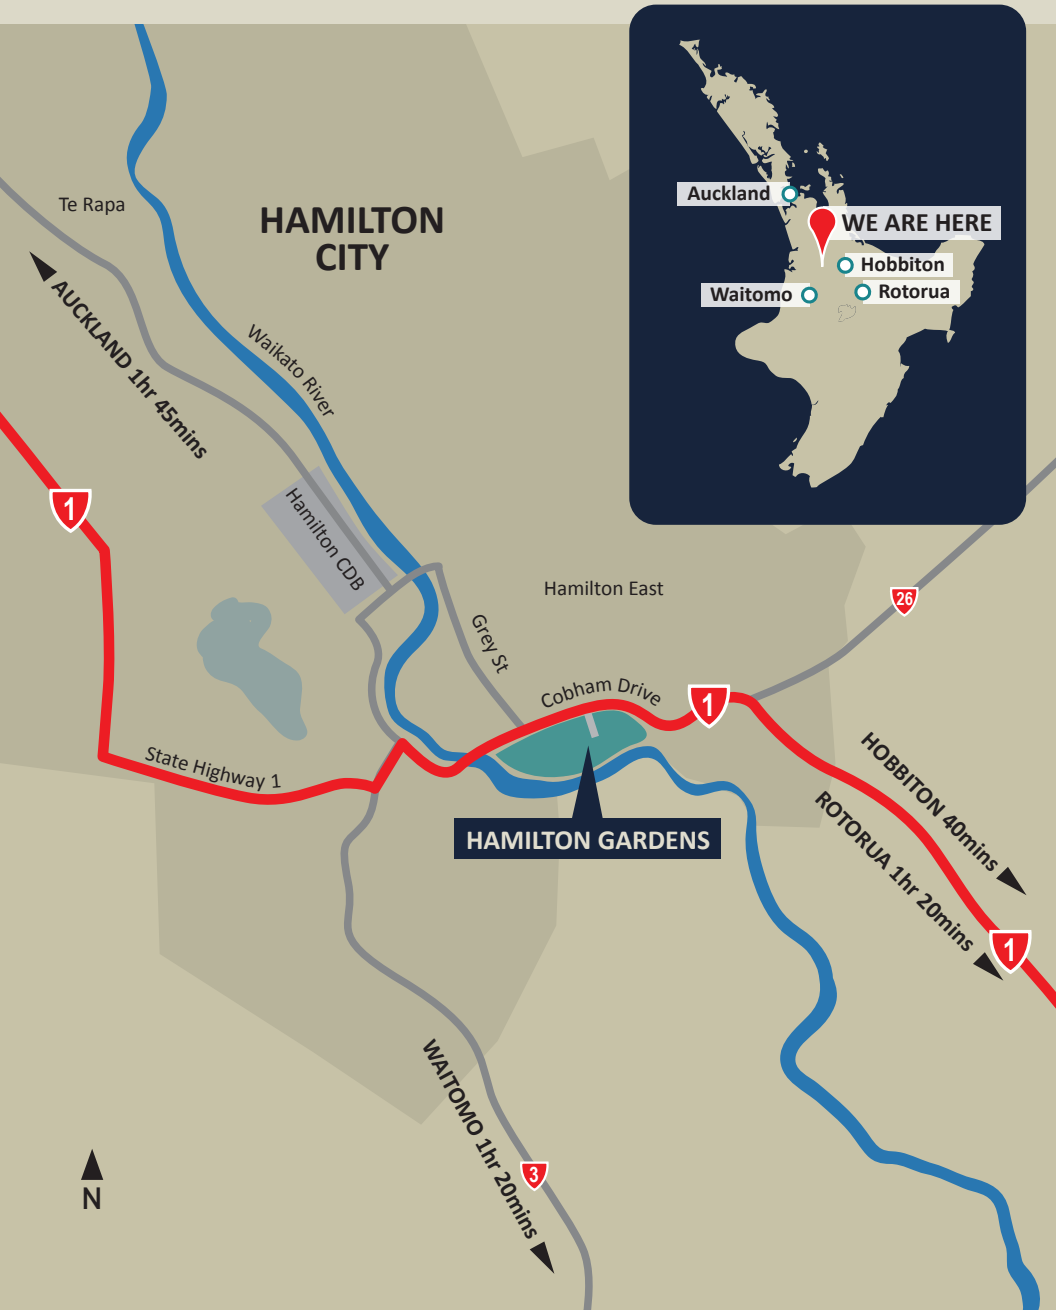 Te Rapa
HAMILTON
CITY
AUCKLAND 1hr 45mins
Waikato River
1
Hamilton CDB
Hamilton East
Grey St
Cobham Drive
1
26
State Highway 1
HAMILTON GARDENS
HOBBITON 40mins
ROTORUA 1hr 20mins
1
WAITOMO 1hr 20mins
3
N
Auckland
WE ARE HERE
Hobbiton
Waitomo
Rotorua